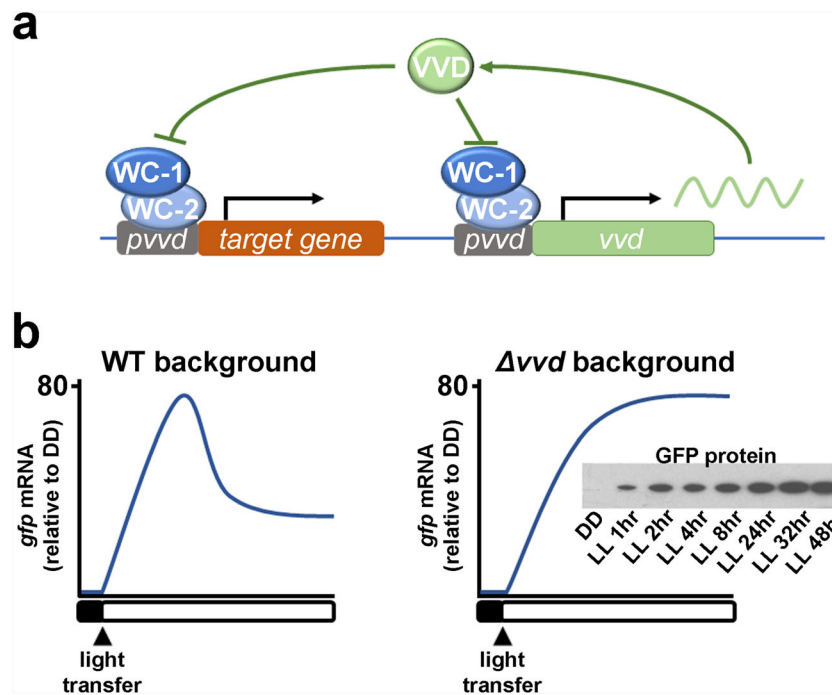 a
VVD
WC-1
WC-2
pvvd
target gene
WC-1
WC-2
pvvd
vvd
b
WT background
80
gfp mRNA
(relative to DD)
light
transfer
Δvvd background
80
gfp mRNA
(relative to DD)
GFP protein
DD
LL 1hr
LL 2hr
LL 4hr
LL 8hr
LL 24hr
LL 32hr
LL 48h
light
transfer